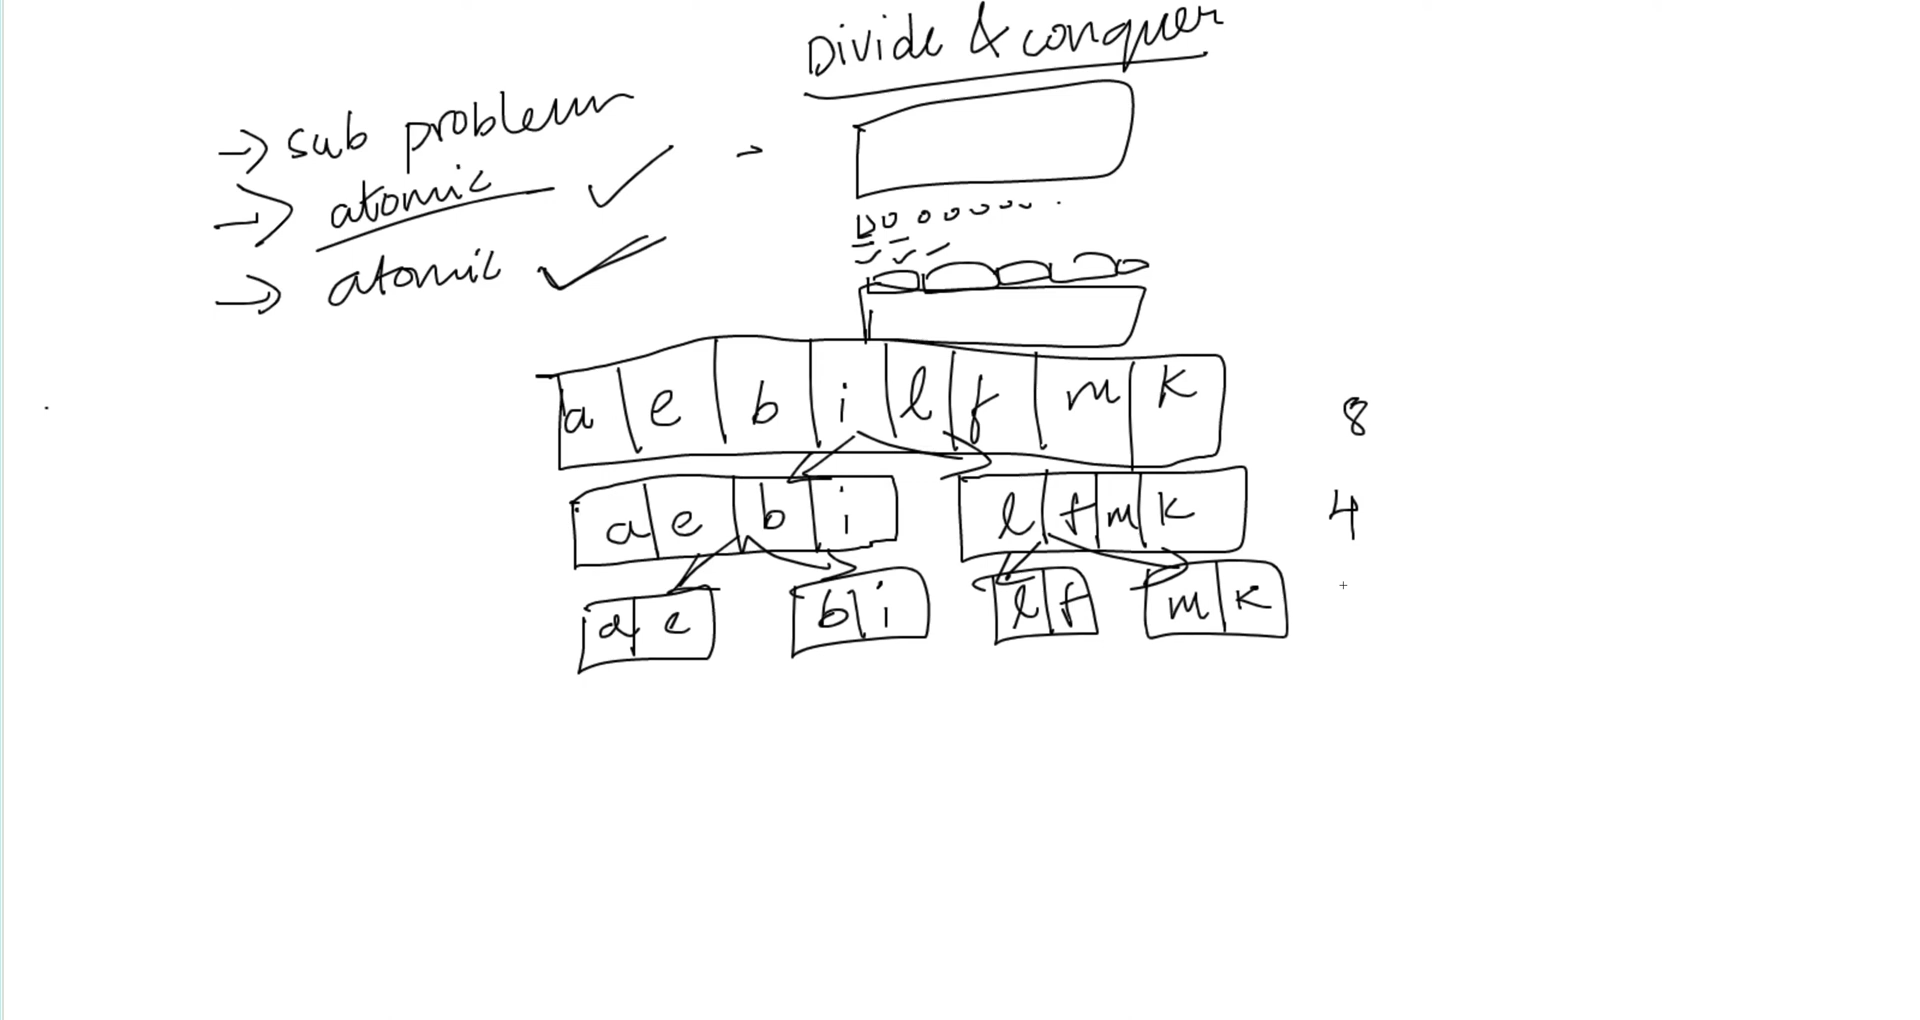 Divide & conquer
→ sub problem
→ atomic ✓
→ atomic ✓
a e b i l f m k 8
a e b i l f m k 4
a e b i l f m k